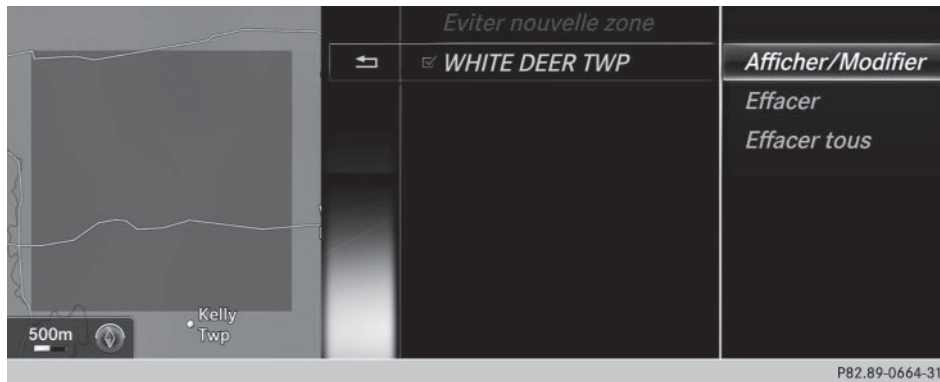 Eviter nouvelle zone
WHITE DEER TWP
Afficher/Modifier
Effacer
Effacer tous
Kelly
Twp
500m
P82.89-0664-31